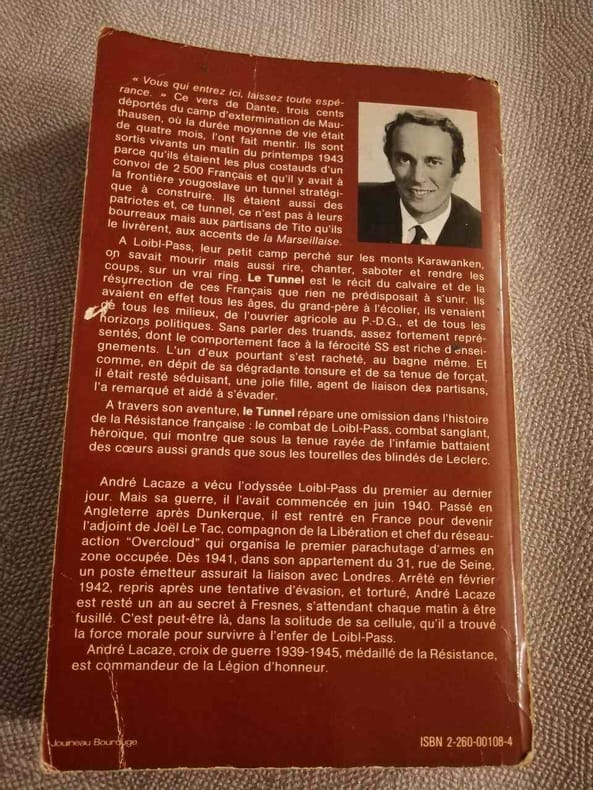 « Vous qui entrez ici, laissez toute espé-
rance. » Ce vers de Dante, trois cents
déportés du camp d'extermination de Mau-
thausen, où la durée moyenne de vie était
de quatre mois, l'ont fait mentir. Ils sont
sortis vivants un matin du printemps 1943
parce qu'ils étaient les plus costauds d'un
convoi de 2 500 Français et qu'il y avait à
la frontière yougoslave un tunnel stratégi-
que à construire. Ils étaient aussi des
patriotes et, ce tunnel, ce n'est pas à leurs
bourreaux mais aux partisans de Tito qu'ils
le livrèrent, aux accents de la Marseillaise.
A Loibl-Pass, leur petit camp perché sur les monts Karawanken,
on savait mourir mais aussi rire, chanter, saboter et rendre les
coups, sur un vrai ring. Le Tunnel est le récit du calvaire et de la
résurrection de ces Français que rien ne prédisposait à s'unir. Ils
avaient en effet tous les âges, du grand-père à l'écolier, ils venaient
de tous les milieux, de l'ouvrier agricole au P.-D.G., et de tous les
horizons politiques. Sans parler des truands, assez fortement repré-
sentés, dont le comportement face à la férocité SS est riche d'ensei-
gnements. L'un d'eux pourtant s'est racheté, au bagne même. Et
comme, en dépit de sa dégradante tonsure et de sa tenue de forçat,
il était resté séduisant, une jolie fille, agent de liaison des partisans,
l'a remarqué et aidé à s'évader.
A travers son aventure, le Tunnel répare une omission dans l'histoire
de la Résistance française : le combat de Loibl-Pass, combat sanglant,
héroïque, qui montre que sous la tenue rayée de l'infamie battaient
des cœurs aussi grands que sous les tourelles des blindés de Leclerc.
André Lacaze a vécu l'odyssée Loibl-Pass du premier au dernier
jour. Mais sa guerre, il l'avait commencée en juin 1940. Passé en
Angleterre après Dunkerque, il est rentré en France pour devenir
l'adjoint de Joël Le Tac, compagnon de la Libération et chef du réseau-
action "Overcloud" qui organisa le premier parachutage d'armes en
zone occupée. Dès 1941, dans son appartement du 31, rue de Seine,
un poste émetteur assurait la liaison avec Londres. Arrêté en février
1942, repris après une tentative d'évasion, et torturé, André Lacaze
est resté un an au secret à Fresnes, s'attendant chaque matin à être
fusillé. C'est peut-être là, dans la solitude de sa cellule, qu'il a trouvé
la force morale pour survivre à l'enfer de Loibl-Pass.
André Lacaze, croix de guerre 1939-1945, médaillé de la Résistance,
est commandeur de la Légion d'honneur.
ISBN 2-260-00108-4